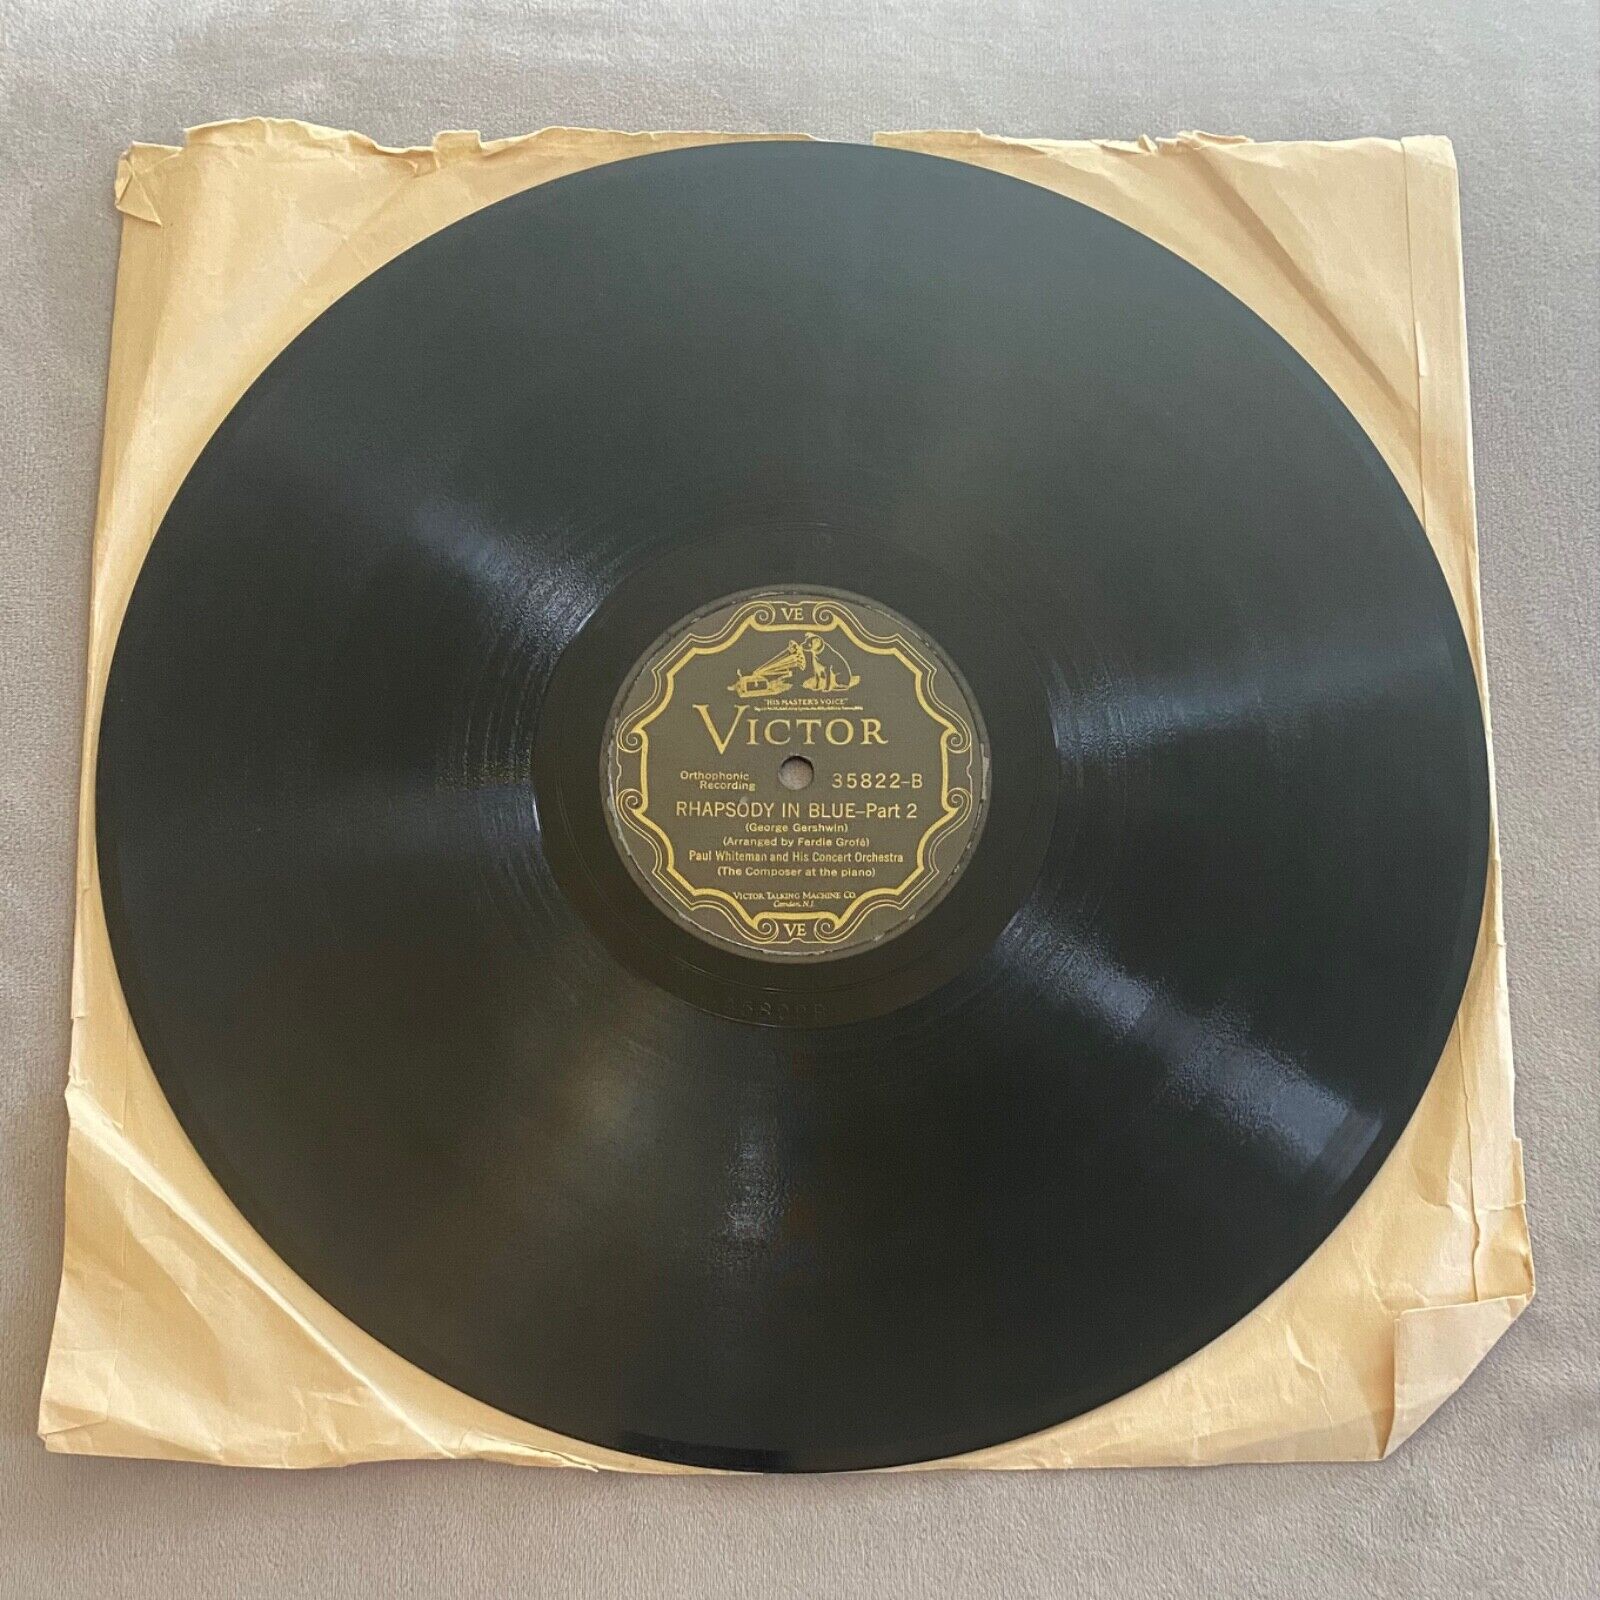 VE
"HIS MASTER'S VOICE"
VICTOR
Orthophonic
Recording
35822-B
RHAPSODY IN BLUE–Part 2
(George Gershwin)
(Arranged by Ferdie Grofé)
Paul Whiteman and His Concert Orchestra
(The Composer at the piano)
VICTOR TALKING MACHINE CO.
Camden, N.J.
VE